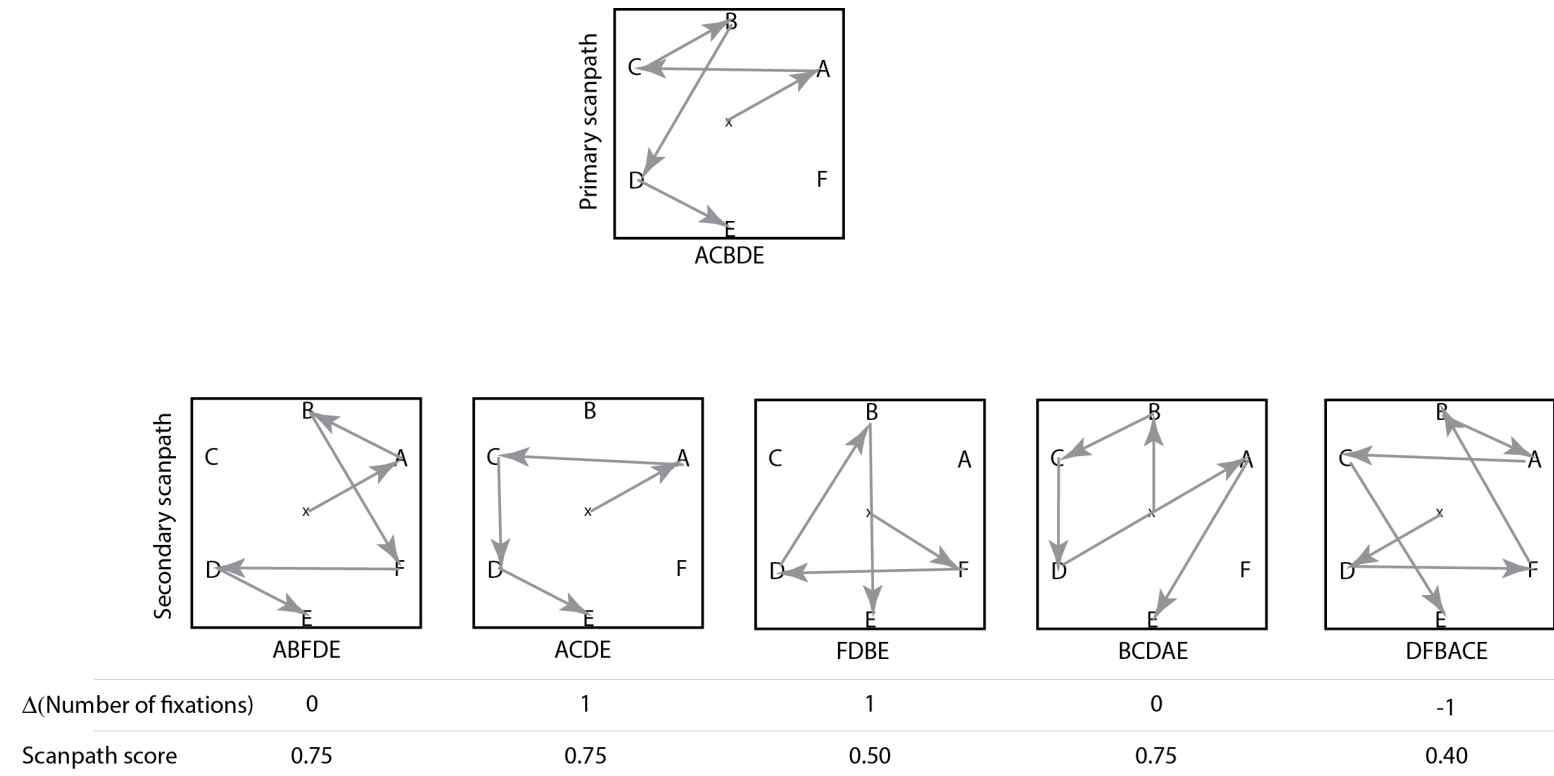 Primary scanpath
B
C
A
x
D
F
E
ACBDE
Secondary scanpath
B
C
A
x
D
F
E
ABFDE
B
C
A
x
D
F
E
ACDE
B
C
A
x
D
F
E
FDBE
B
C
A
x
D
F
E
BCDAE
B
C
A
x
D
F
E
DFBACE
Δ(Number of fixations) 0 1 1 0 -1
Scanpath score 0.75 0.75 0.50 0.75 0.40